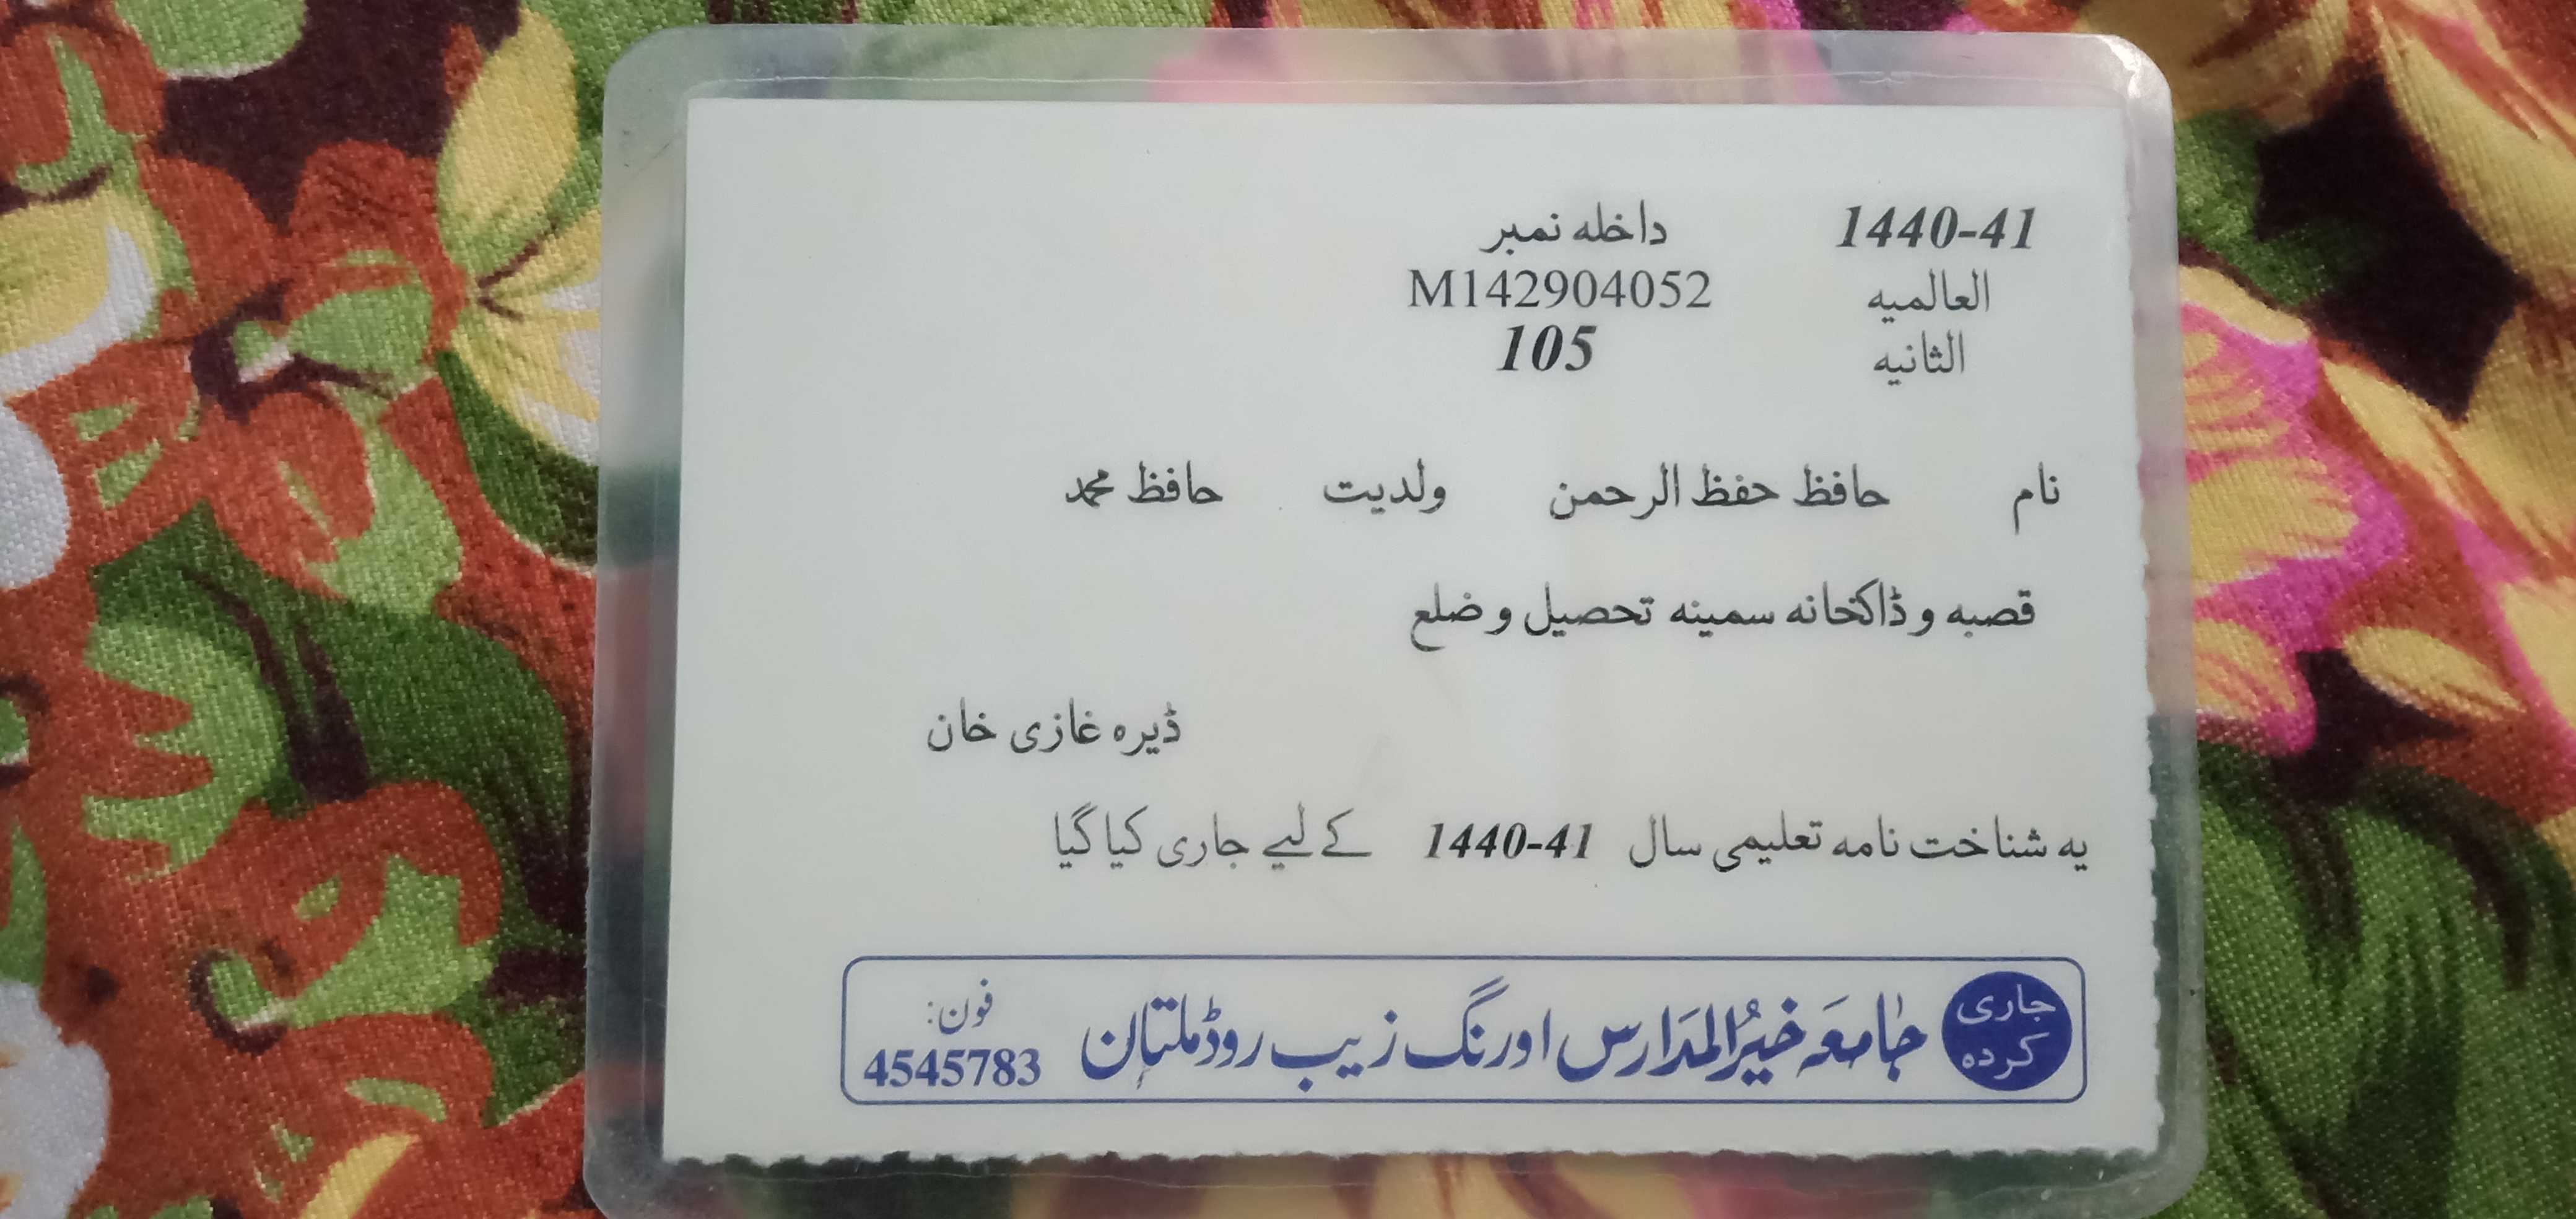 1440-41 داخلہ نمبر
العالمیہ M142904052
الثانیہ 105
نام حافظ حفظ الرحمن ولدیت حافظ محمد
قصبہ و ڈاکخانہ سمینہ تحصیل و ضلع
ڈیرہ غازی خان
یہ شناخت نامہ تعلیمی سال 1440-41 کے لیے جاری کیا گیا
جاری کردہ جامعہ خیر المدارس اورنگ زیب روڈ ملتان فون: 4545783